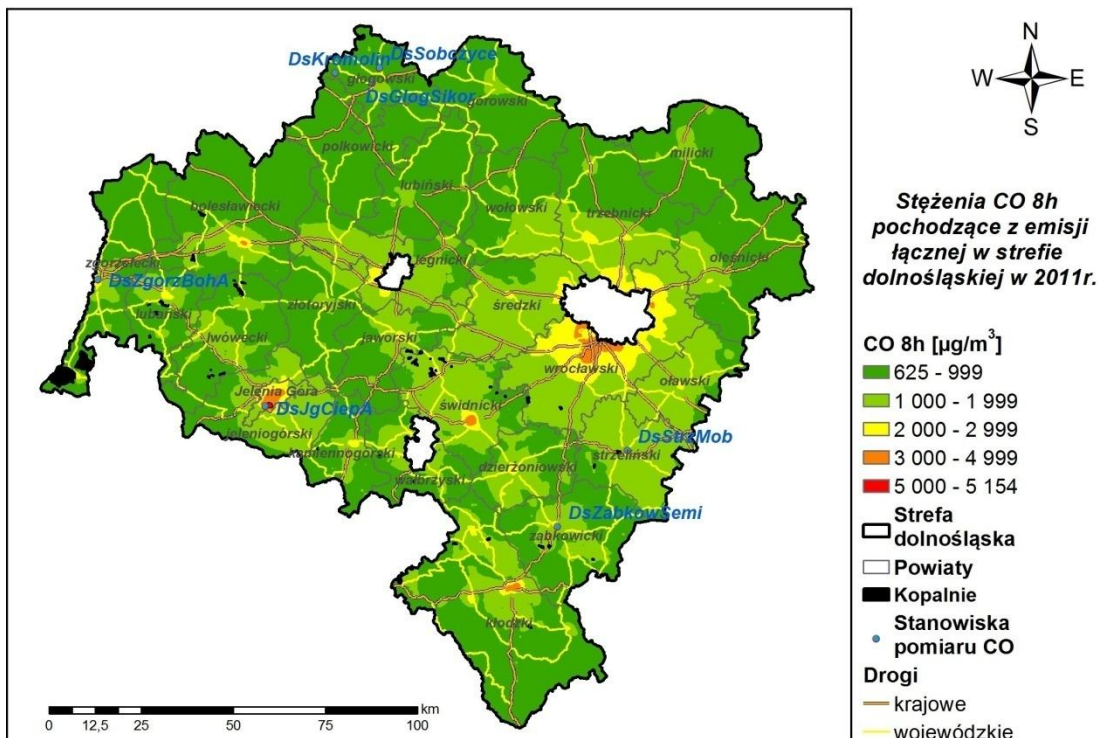 DsKromolin
DsSobczyce
głogowski
DsGlogSikor
górowski
polkowicki
milicki
lubiński
wołowski
trzebnicki
bolesławiecki
zgorzelecki
legnicki
oleśnicki
DsZgorzBohA
złotoryjski
średzki
lubański
lwówecki
jaworski
wrocławski
oławski
Jelenia Góra
DsJgCiepA
świdnicki
jeleniogórski
DsStrzMob
kamiennogórski
dzierżoniowski
strzeliński
wałbrzyski
DsZabkowSemi
ząbkowicki
kłodzki
0 12,5 25 50 75 100
N
W E
S
Stężenia CO 8h
pochodzące z emisji
łącznej w strefie
dolnośląskiej w 2011r.
CO 8h [µg/m³]
625 - 999
1 000 - 1 999
2 000 - 2 999
3 000 - 4 999
5 000 - 5 154
Strefa
dolnośląska
Powiaty
Kopalnie
Stanowiska
pomiaru CO
Drogi
krajowe
wojewódzkie